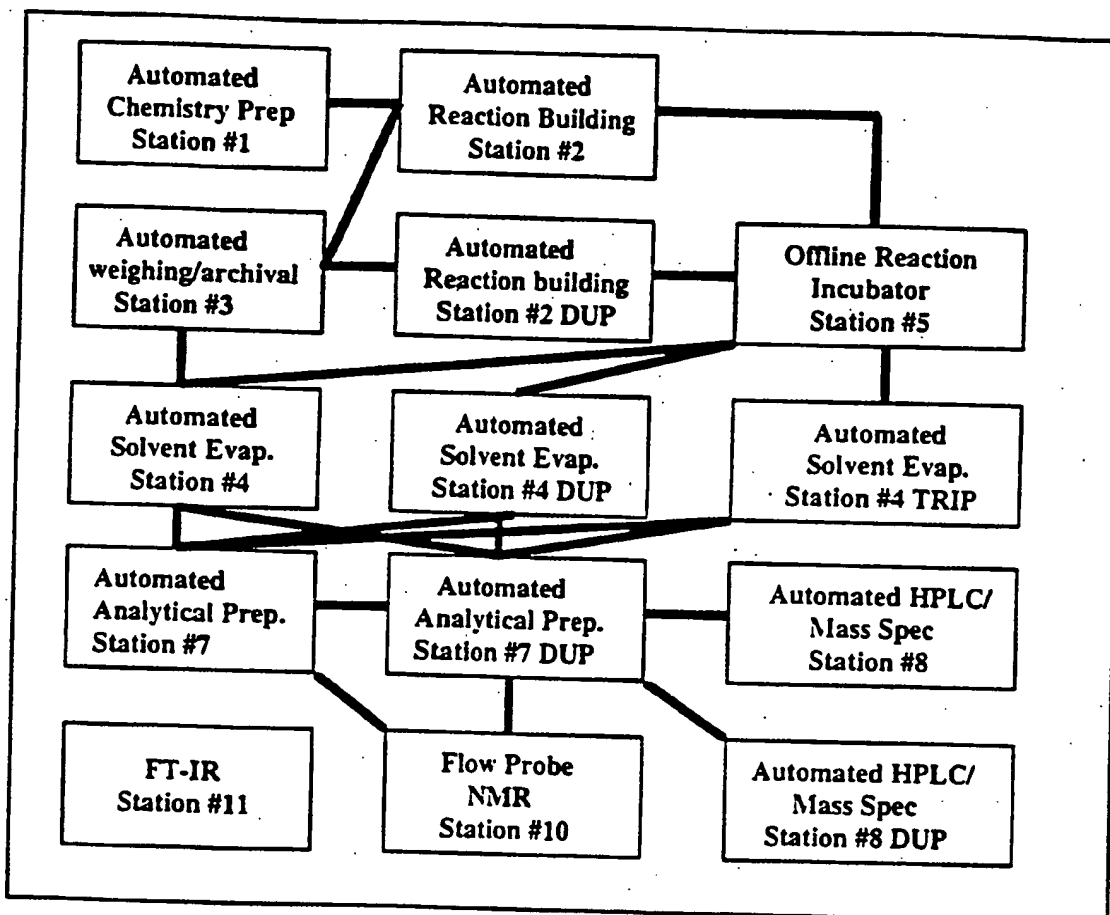 Automated
Chemistry Prep
Station #1
Automated
Reaction Building
Station #2
Automated
weighing/archival
Station #3
Automated
Reaction building
Station #2 DUP
Offline Reaction
Incubator
Station #5
Automated
Solvent Evap.
Station #4
Automated
Solvent Evap.
Station #4 DUP
Automated
Solvent Evap.
Station #4 TRIP
Automated
Analytical Prep.
Station #7
Automated
Analytical Prep.
Station #7 DUP
Automated HPLC/
Mass Spec
Station #8
FT-IR
Station #11
Flow Probe
NMR
Station #10
Automated HPLC/
Mass Spec
Station #8 DUP